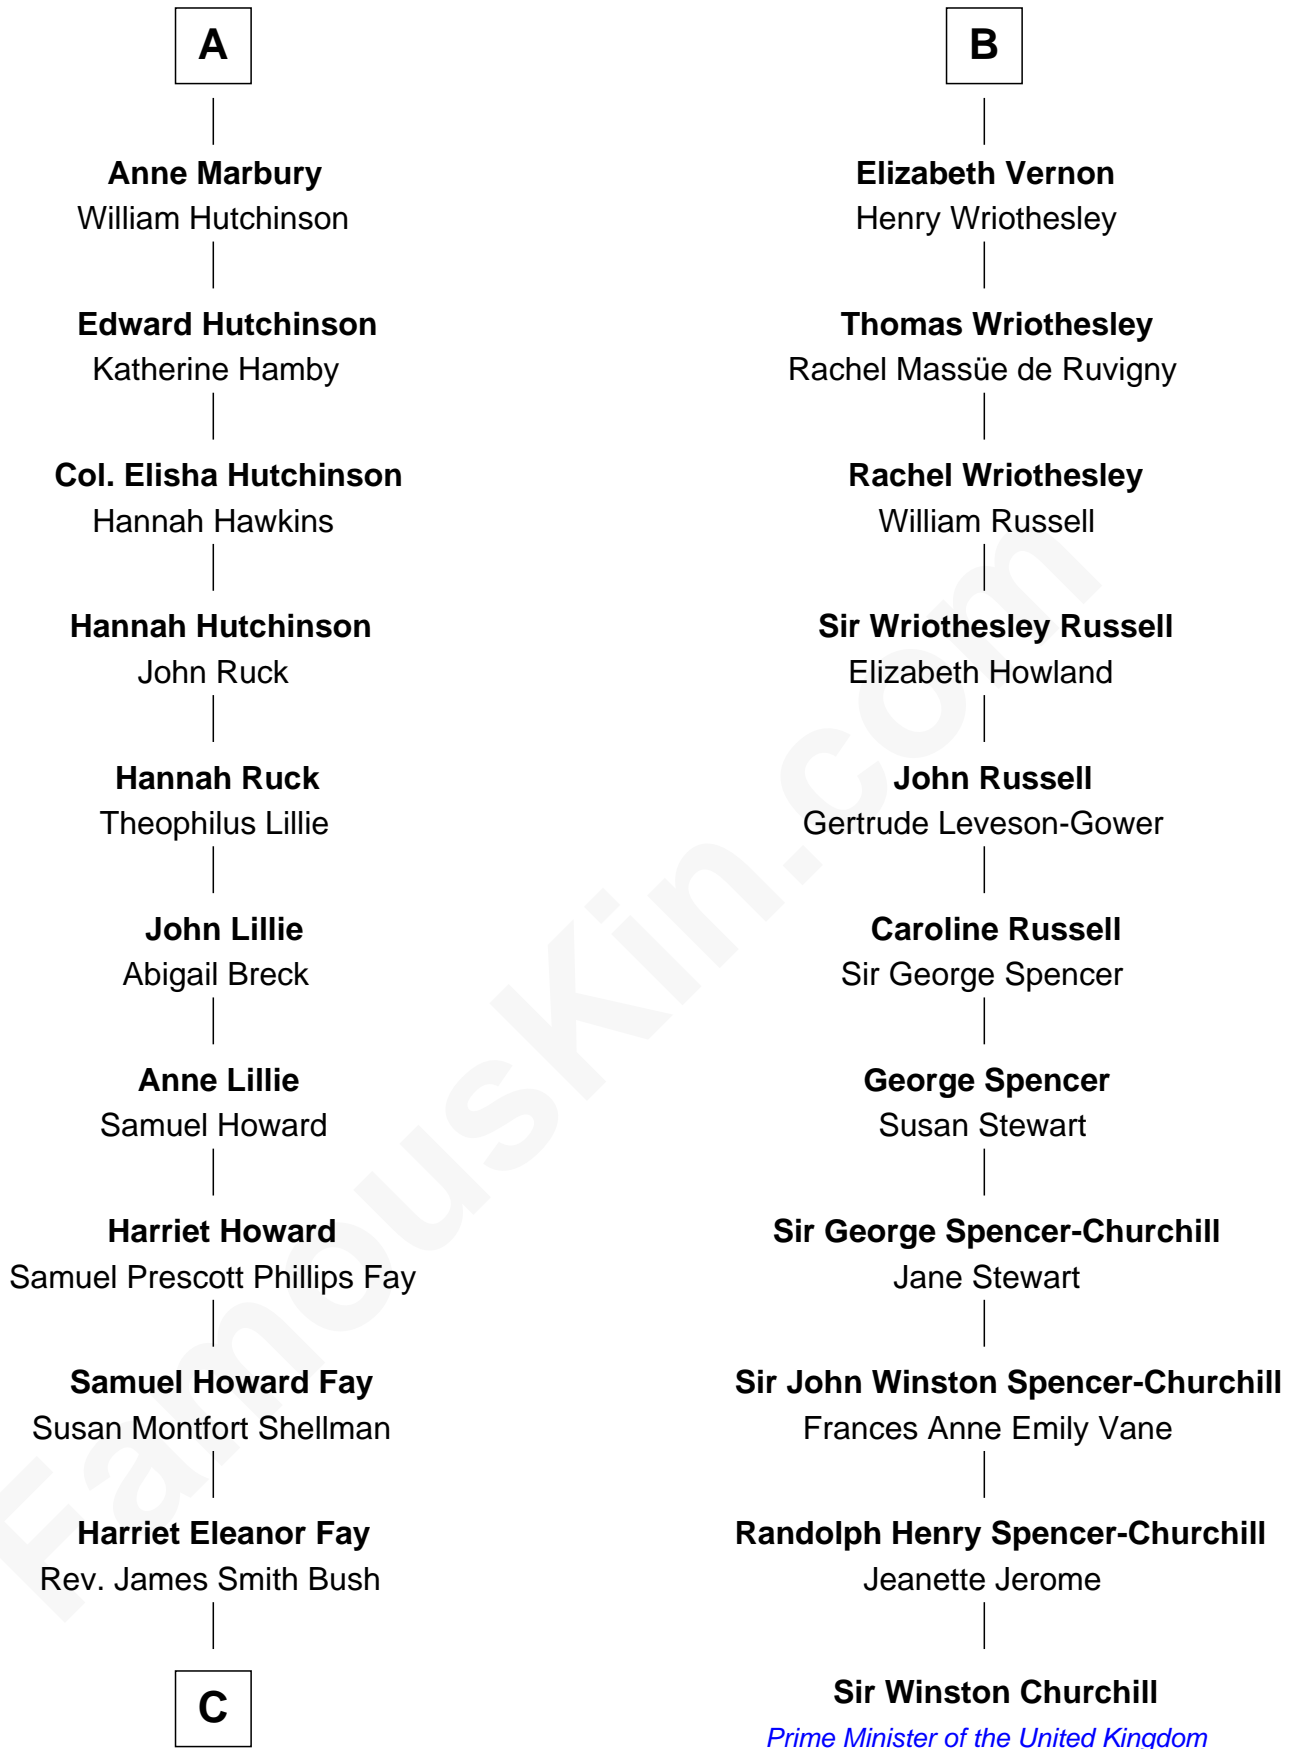 A
Anne Marbury
William Hutchinson
Edward Hutchinson
Katherine Hamby
Col. Elisha Hutchinson
Hannah Hawkins
Hannah Hutchinson
John Ruck
Hannah Ruck
Theophilus Lillie
John Lillie
Abigail Breck
Anne Lillie
Samuel Howard
Harriet Howard
Samuel Prescott Phillips Fay
Samuel Howard Fay
Susan Montfort Shellman
Harriet Eleanor Fay
Rev. James Smith Bush
C
B
Elizabeth Vernon
Henry Wriothesley
Thomas Wriothesley
Rachel Massüe de Ruvigny
Rachel Wriothesley
William Russell
Sir Wriothesley Russell
Elizabeth Howland
John Russell
Gertrude Leveson-Gower
Caroline Russell
Sir George Spencer
George Spencer
Susan Stewart
Sir George Spencer-Churchill
Jane Stewart
Sir John Winston Spencer-Churchill
Frances Anne Emily Vane
Randolph Henry Spencer-Churchill
Jeanette Jerome
Sir Winston Churchill
Prime Minister of the United Kingdom
FamousKin.com